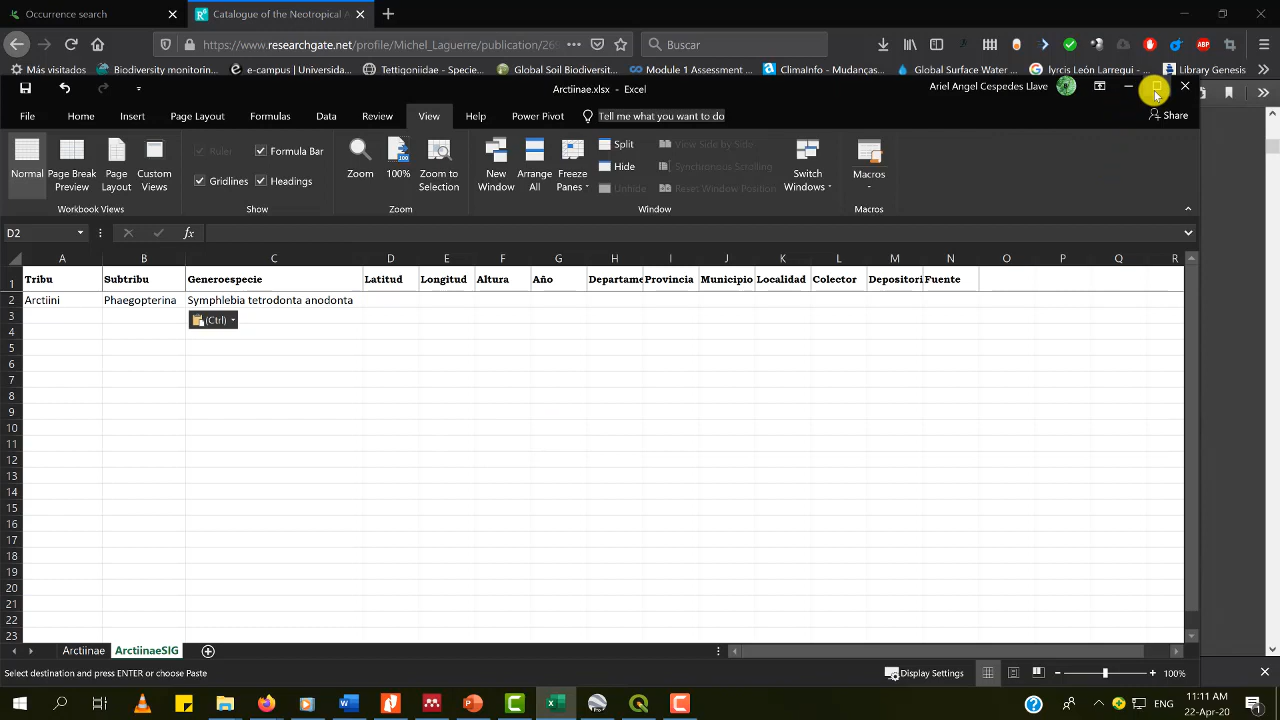 Occurrence search
Catalogue of the Neotropical A
https://www.researchgate.net/profile/Michel_Laguerre/publication/269
Buscar
Más visitados
Biodiversity monitorin...
e-campus | Universida...
Tettigoniidae - Specie...
Global Soil Biodiversit...
Module 1 Assessment ...
ClimaInfo - Mudanças...
Global Surface Water ...
lyrcis León Larregui - ...
Library Genesis
Arctiinae.xlsx - Excel
Ariel Angel Cespedes Llave
File
Home
Insert
Page Layout
Formulas
Data
Review
View
Help
Power Pivot
Tell me what you want to do
Share
Normal
Page Break Preview
Page Layout
Custom Views
Workbook Views
Ruler
Formula Bar
Gridlines
Headings
Show
Zoom
100%
Zoom to Selection
Zoom
New Window
Arrange All
Freeze Panes
Split
Hide
Unhide
View Side by Side
Synchronous Scrolling
Reset Window Position
Window
Switch Windows
Macros
Macros
D2
fx
A B C D E F G H I J K L M N O P Q R
1 Tribu Subtribu Generoespecie Latitud Longitud Altura Año Departame Provincia Municipio Localidad Colector Depositori Fuente
2 Arctiini Phaegopterina Symphlebia tetrodonta anodonta
3 (Ctrl)
4
5
6
7
8
9
10
11
12
13
14
15
16
17
18
19
20
21
22
23
Arctiinae
ArctiinaeSIG
Select destination and press ENTER or choose Paste
Display Settings
100%
11:11 AM
ENG
22-Apr-20